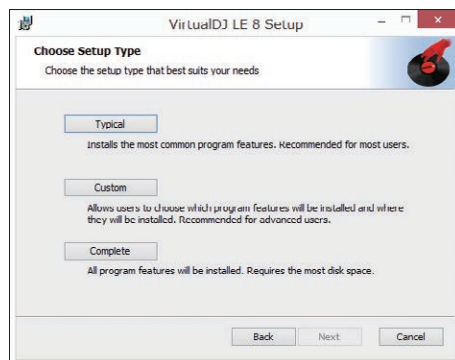 VirtualDJ LE 8 Setup
Choose Setup Type
Choose the setup type that best suits your needs
Typical
Installs the most common program features. Recommended for most users.
Custom
Allows users to choose which program features will be installed and where
they will be installed. Recommended for advanced users.
Complete
All program features will be installed. Requires the most disk space.
Back Next Cancel